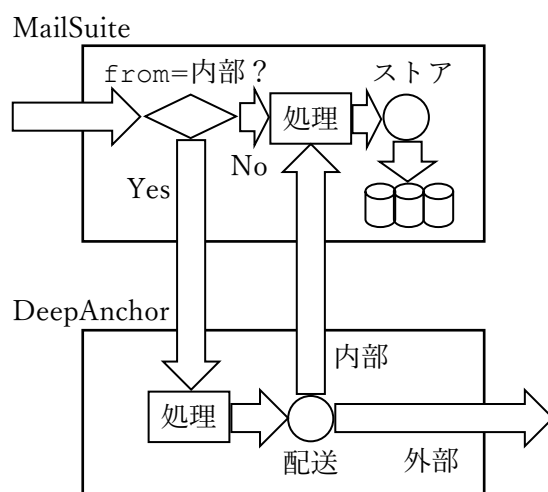 MailSuite
from=内部？
ストア
処理
No
Yes
DeepAnchor
内部
処理
配送
外部